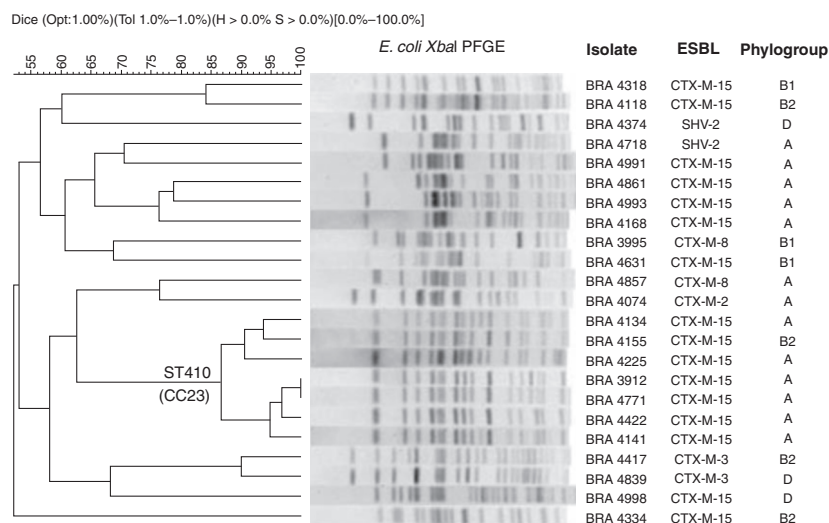 Dice (Opt:1.00%)(Tol 1.0%–1.0%)(H > 0.0% S > 0.0%)[0.0%–100.0%]
E. coli XbaI PFGE Isolate ESBL Phylogroup
55 60 65 70 75 80 85 90 95 100
BRA 4318 CTX-M-15 B1
BRA 4118 CTX-M-15 B2
BRA 4374 SHV-2 D
BRA 4718 SHV-2 A
BRA 4991 CTX-M-15 A
BRA 4861 CTX-M-15 A
BRA 4993 CTX-M-15 A
BRA 4168 CTX-M-15 A
BRA 3995 CTX-M-8 B1
BRA 4631 CTX-M-15 B1
BRA 4857 CTX-M-8 A
BRA 4074 CTX-M-2 A
BRA 4134 CTX-M-15 A
BRA 4155 CTX-M-15 B2
BRA 4225 CTX-M-15 A
ST410
(CC23)
BRA 3912 CTX-M-15 A
BRA 4771 CTX-M-15 A
BRA 4422 CTX-M-15 A
BRA 4141 CTX-M-15 A
BRA 4417 CTX-M-3 B2
BRA 4839 CTX-M-3 D
BRA 4998 CTX-M-15 D
BRA 4334 CTX-M-15 B2